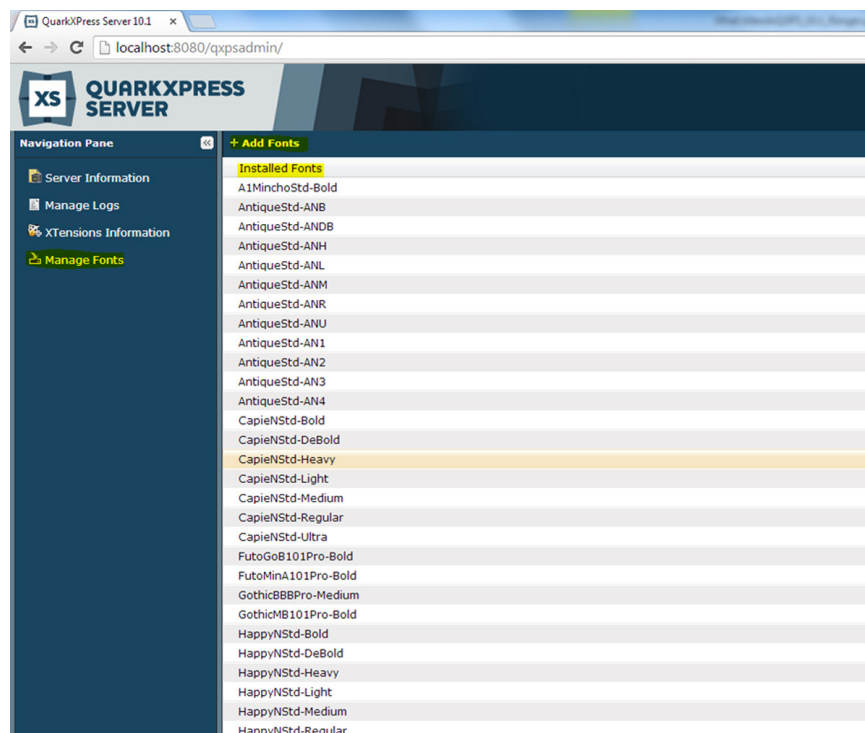 QuarkXPress Server 10.1
localhost:8080/qxpsadmin/
XS
QUARKXPRESS
SERVER
Navigation Pane
Server Information
Manage Logs
XTensions Information
Manage Fonts
+ Add Fonts
Installed Fonts
A1MinchoStd-Bold
AntiqueStd-ANB
AntiqueStd-ANDB
AntiqueStd-ANH
AntiqueStd-ANL
AntiqueStd-ANM
AntiqueStd-ANR
AntiqueStd-ANU
AntiqueStd-AN1
AntiqueStd-AN2
AntiqueStd-AN3
AntiqueStd-AN4
CapieNStd-Bold
CapieNStd-DeBold
CapieNStd-Heavy
CapieNStd-Light
CapieNStd-Medium
CapieNStd-Regular
CapieNStd-Ultra
FutoGoB101Pro-Bold
FutoMinA101Pro-Bold
GothicBBBPro-Medium
GothicMB101Pro-Bold
HappyNStd-Bold
HappyNStd-DeBold
HappyNStd-Heavy
HappyNStd-Light
HappyNStd-Medium
HappyNStd-Regular